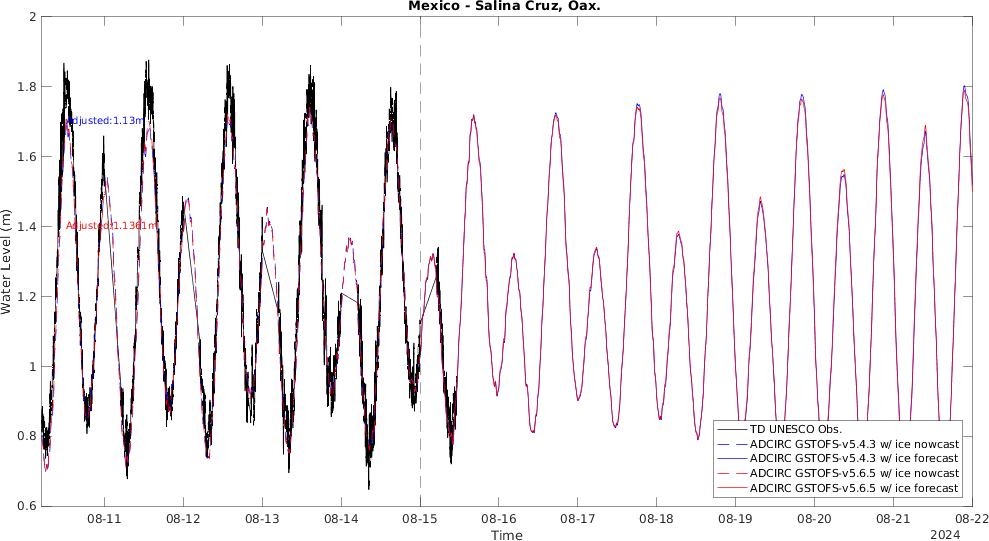 Mexico - Salina Cruz, Oax.
2
1.8
1.6
1.4
1.2
1
0.8
0.6
Water Level (m)
Adjusted:1.13m
Adjusted:1.1361m
TD UNESCO Obs.
ADCIRC GSTOFS-v5.4.3 w/ ice nowcast
ADCIRC GSTOFS-v5.4.3 w/ ice forecast
ADCIRC GSTOFS-v5.6.5 w/ ice nowcast
ADCIRC GSTOFS-v5.6.5 w/ ice forecast
08-11 08-12 08-13 08-14 08-15 08-16 08-17 08-18 08-19 08-20 08-21 08-22
Time
2024